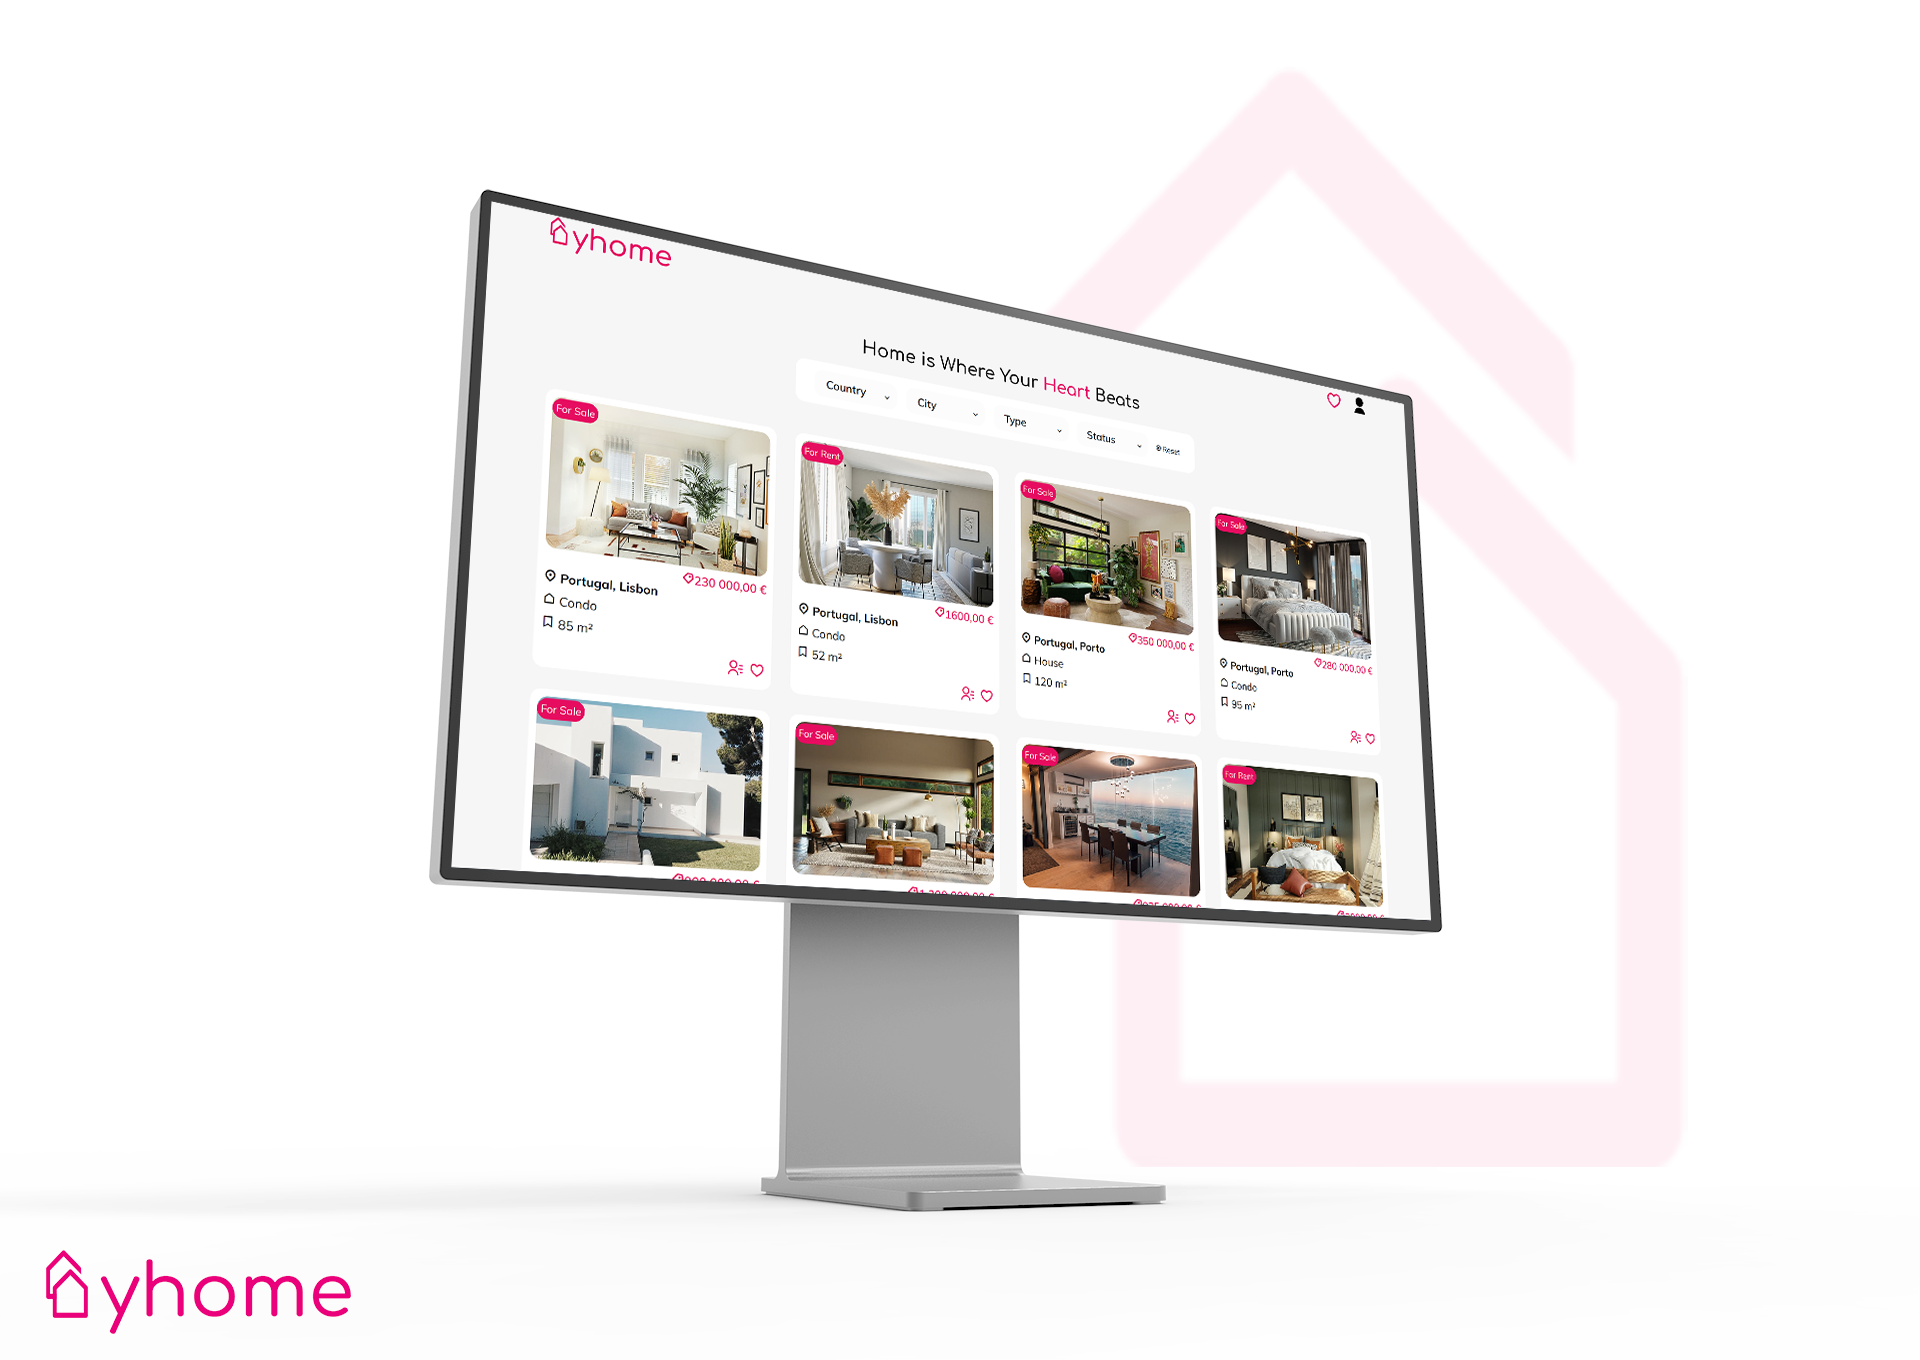 yhome
Home is Where Your Heart Beats
Country
City
Type
Status
Reset
For Sale
Portugal, Lisbon
230 000,00 €
Condo
85 m²
For Rent
Portugal, Lisbon
1600,00 €
Condo
52 m²
For Sale
Portugal, Porto
350 000,00 €
House
120 m²
For Sale
Portugal, Porto
280 000,00 €
Condo
95 m²
For Sale
For Sale
For Sale
For Rent
yhome